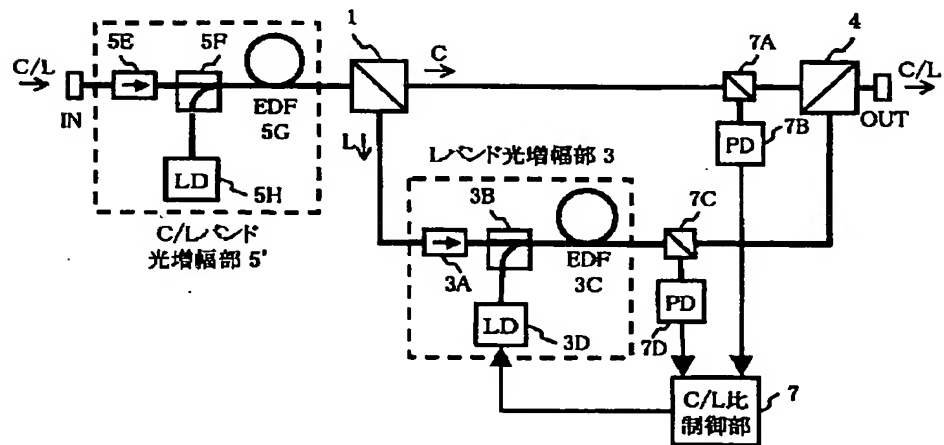 5E
5F
C/L
IN
EDF
5G
LD
5H
C/Lバンド
光増幅部 5'
1
C
L
7A
4
C/L
OUT
7B
PD
Lバンド光増幅部 3
3B
3A
EDF
3C
LD
3D
7C
PD
7D
C/L比
制御部
7